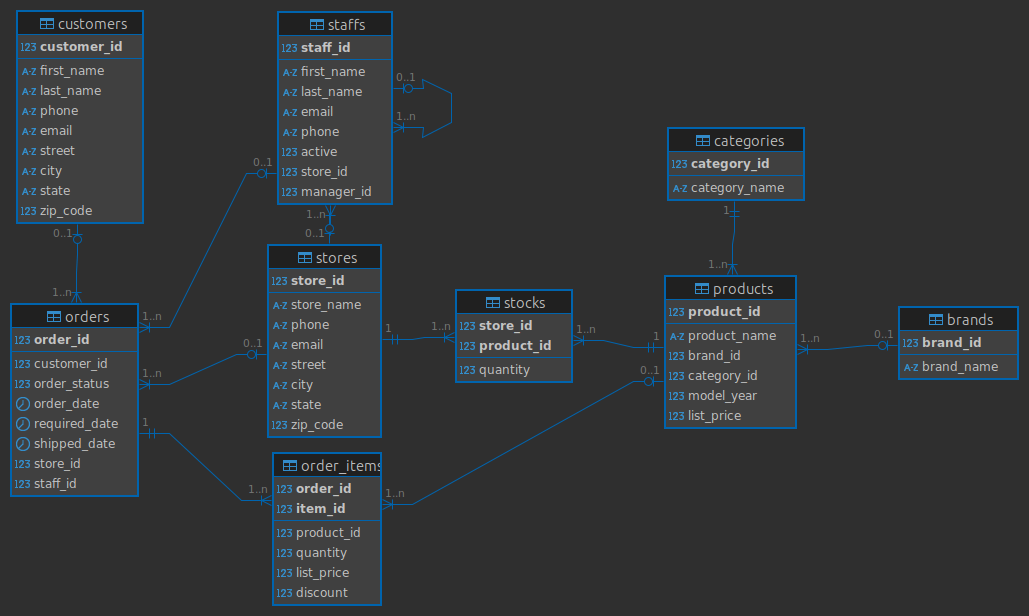 customers
123 customer_id
A-Z first_name
A-Z last_name
A-Z phone
A-Z email
A-Z street
A-Z city
A-Z state
A-Z zip_code
0..1
1..n
staffs
123 staff_id
A-Z first_name
A-Z last_name
A-Z email
A-Z phone
123 active
123 store_id
123 manager_id
0..1
1..n
0..1
1..n
0..1
categories
123 category_id
A-Z category_name
1
1..n
orders
123 order_id
123 customer_id
123 order_status
order_date
required_date
shipped_date
123 store_id
123 staff_id
1..n
1..n
1
stores
123 store_id
A-Z store_name
A-Z phone
A-Z email
A-Z street
A-Z city
A-Z state
A-Z zip_code
0..1
1
1..n
stocks
123 store_id
123 product_id
123 quantity
1..n
1
0..1
products
123 product_id
A-Z product_name
123 brand_id
123 category_id
123 model_year
123 list_price
1..n
0..1
brands
123 brand_id
A-Z brand_name
order_items
123 order_id
123 item_id
123 product_id
123 quantity
123 list_price
123 discount
1..n
1..n